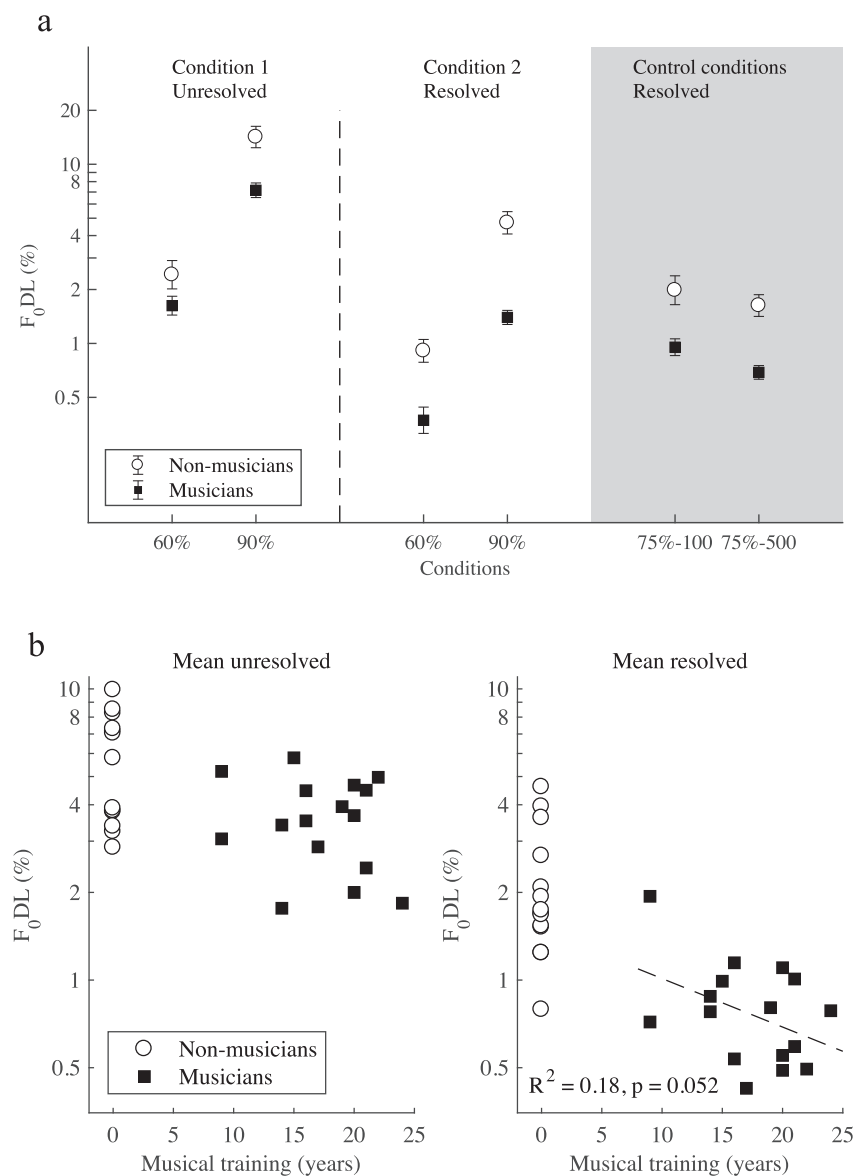 a
Condition 1
Unresolved
Condition 2
Resolved
Control conditions
Resolved
20
10
8
4
2
1
0.5
F0DL (%)
Non-musicians
Musicians
60%
90%
60%
90%
75%-100
75%-500
Conditions
b
Mean unresolved
10
8
4
2
1
0.5
F0DL (%)
Non-musicians
Musicians
0
5
10
15
20
25
Musical training (years)
Mean resolved
10
8
4
2
1
0.5
F0DL (%)
R² = 0.18, p = 0.052
0
5
10
15
20
25
Musical training (years)